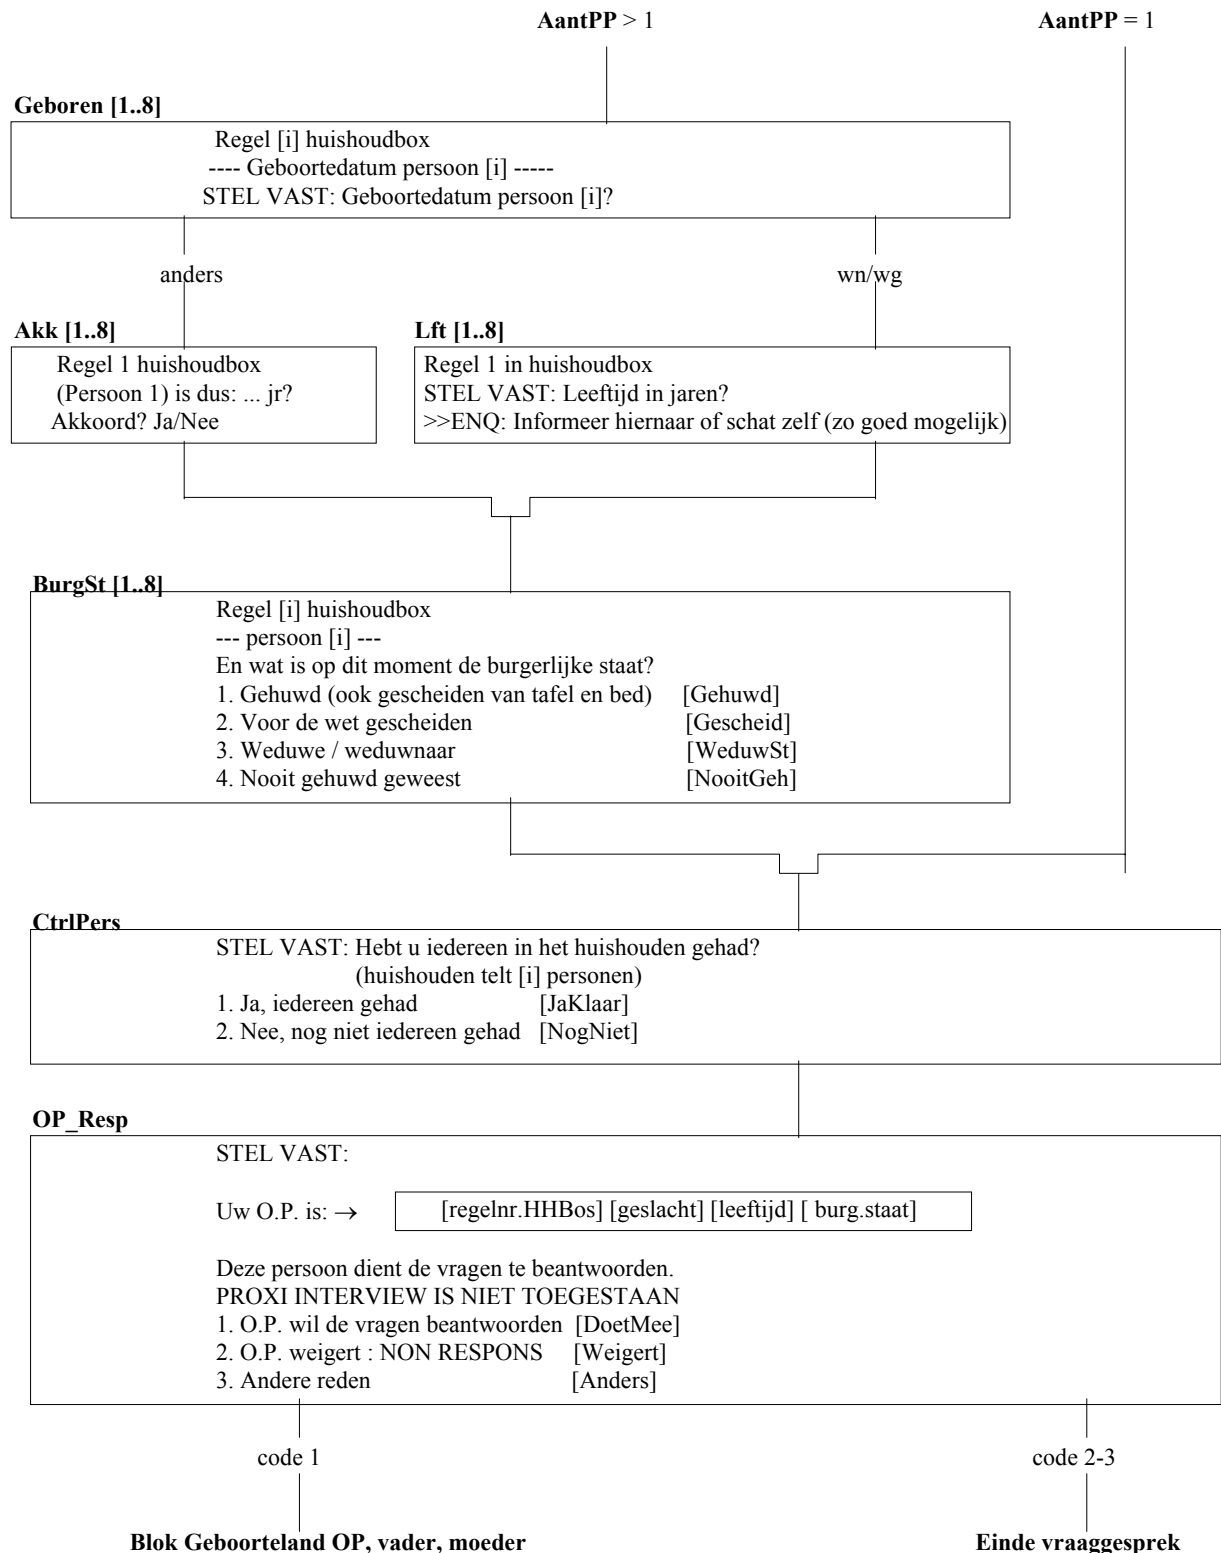 AantPP > 1
AantPP = 1
Geboren [1..8]
Regel [i] huishoudbox
---- Geboortedatum persoon [i] -----
STEL VAST: Geboortedatum persoon [i]?
anders
wn/wg
Akk [1..8]
Regel 1 huishoudbox
(Persoon 1) is dus: ... jr?
Akkoord? Ja/Nee
Lft [1..8]
Regel 1 in huishoudbox
STEL VAST: Leeftijd in jaren?
>>ENQ: Informeer hiernaar of schat zelf (zo goed mogelijk)
BurgSt [1..8]
Regel [i] huishoudbox
--- persoon [i] ---
En wat is op dit moment de burgerlijke staat?
1. Gehuwd (ook gescheiden van tafel en bed) [Gehuwd]
2. Voor de wet gescheiden [Gescheid]
3. Weduwe / weduwnaar [WeduwSt]
4. Nooit gehuwd geweest [NooitGeh]
CtrlPers
STEL VAST: Hebt u iedereen in het huishouden gehad?
(huishouden telt [i] personen)
1. Ja, iedereen gehad [JaKlaar]
2. Nee, nog niet iedereen gehad [NogNiet]
OP_Resp
STEL VAST:
Uw O.P. is: → [regelnr.HHBos] [geslacht] [leeftijd] [ burg.staat]
Deze persoon dient de vragen te beantwoorden.
PROXI INTERVIEW IS NIET TOEGESTAAN
1. O.P. wil de vragen beantwoorden [DoetMee]
2. O.P. weigert : NON RESPONS [Weigert]
3. Andere reden [Anders]
code 1
code 2-3
Blok Geboorteland OP, vader, moeder
Einde vraaggesprek